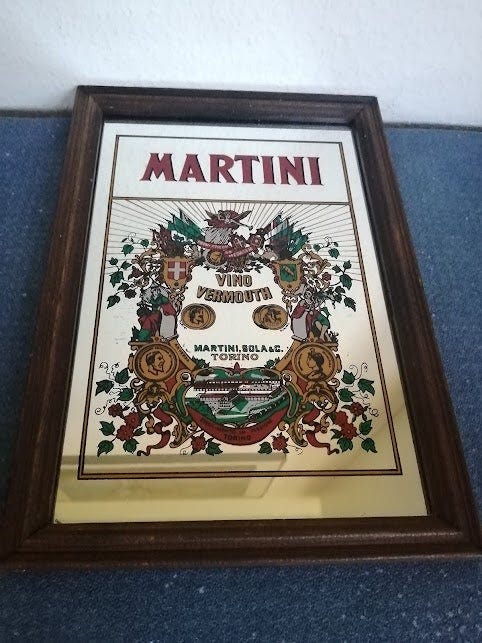 MARTINI
VINO
VERMOUTH
MARTINI, SOLA & C.
TORINO
TORINO